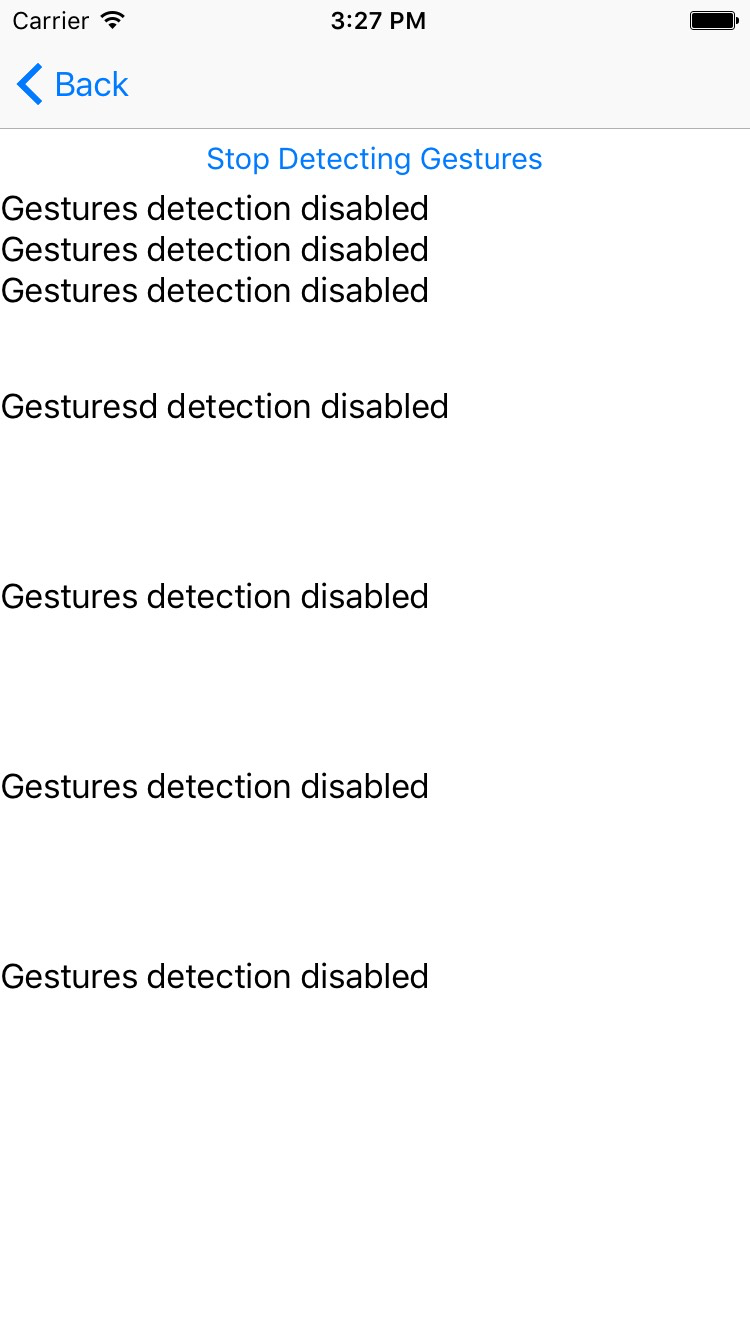 Carrier 3:27 PM
Back
Stop Detecting Gestures
Gestures detection disabled
Gestures detection disabled
Gestures detection disabled
Gesturesd detection disabled
Gestures detection disabled
Gestures detection disabled
Gestures detection disabled